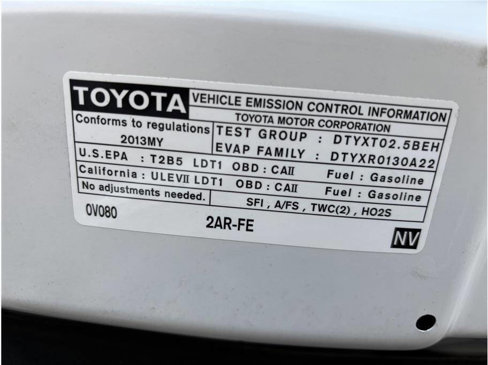 TOYOTA
VEHICLE EMISSION CONTROL INFORMATION
TOYOTA MOTOR CORPORATION
Conforms to regulations
2013MY
TEST GROUP : DTYXT02.5BEH
EVAP FAMILY : DTYXR0130A22
U.S.EPA : T2B5 LDT1 OBD : CAII Fuel : Gasoline
California : ULEVII LDT1 OBD : CAII Fuel : Gasoline
No adjustments needed.
SFI , A/FS , TWC(2) , HO2S
0V080
2AR-FE
NV